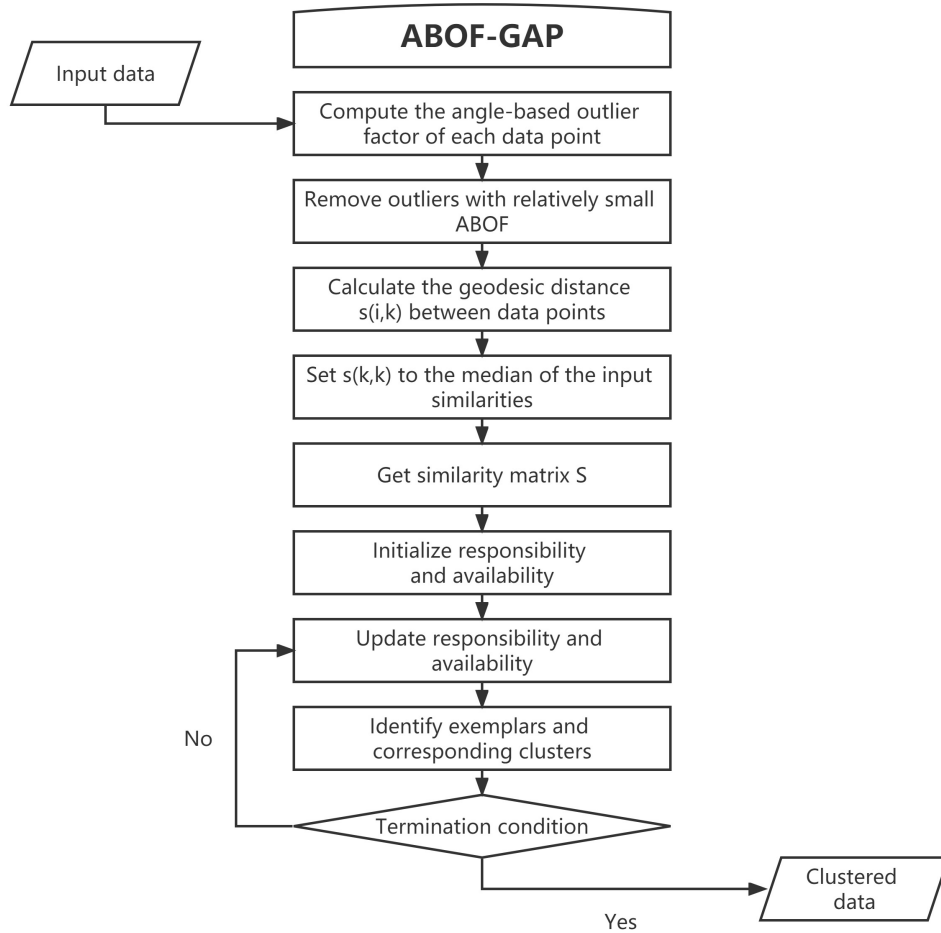 ABOF-GAP
Input data
Compute the angle-based outlier
factor of each data point
Remove outliers with relatively small
ABOF
Calculate the geodesic distance
s(i,k) between data points
Set s(k,k) to the median of the input
similarities
Get similarity matrix S
Initialize responsibility
and availability
Update responsibility and
availability
No
Identify exemplars and
corresponding clusters
Termination condition
Clustered
data
Yes